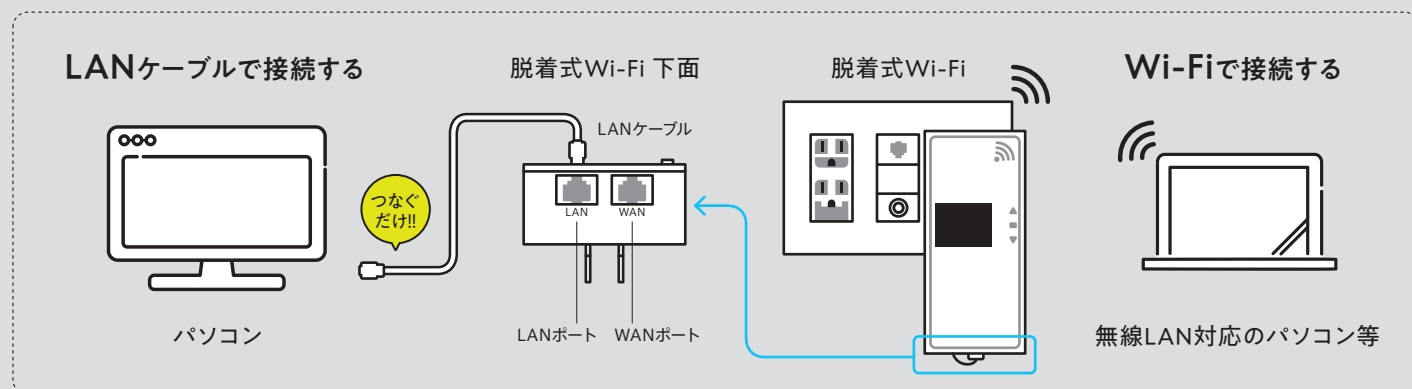 LANケーブルで接続する
脱着式Wi-Fi 下面
脱着式Wi-Fi
Wi-Fiで接続する
LANケーブル
つなぐ
だけ!!
LAN
WAN
LANポート
WANポート
パソコン
無線LAN対応のパソコン等